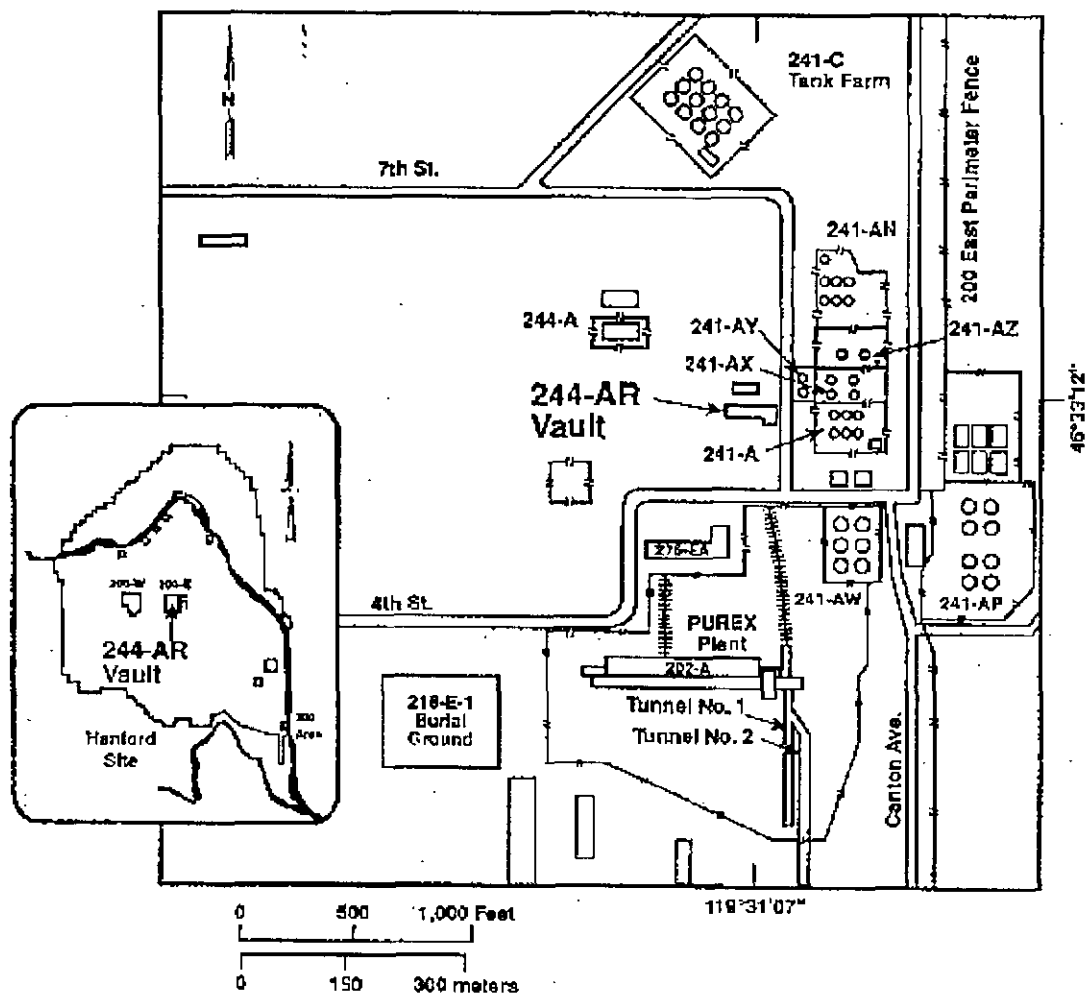 241-C
Tank Farm
N
7th St.
200 East Perimeter Fence
241-AN
244-A
241-AY
241-AZ
241-AX
244-AR
Vault
46°33'12"
241-A
4th St.
241-AW
241-AP
PUREX
Plant
202-A
218-E-1
Burial
Ground
Tunnel No. 1
Tunnel No. 2
Canton Ave.
200-W
200-E
244-AR
Vault
Hanford
Site
300
Area
119°31'07"
0 500 1,000 Feet
0 150 300 meters